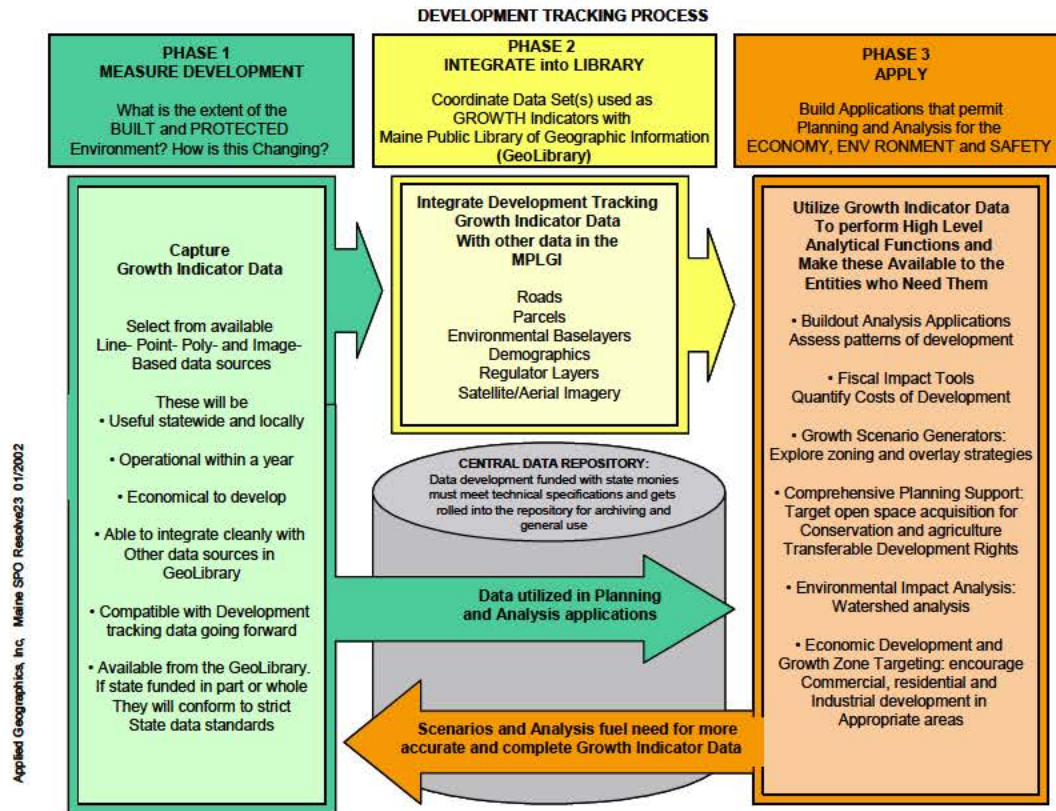 DEVELOPMENT TRACKING PROCESS
PHASE 1
MEASURE DEVELOPMENT
What is the extent of the
BUILT and PROTECTED
Environment? How is this Changing?
PHASE 2
INTEGRATE into LIBRARY
Coordinate Data Set(s) used as
GROWTH Indicators with
Maine Public Library of Geographic Information
(GeoLibrary)
PHASE 3
APPLY
Build Applications that permit
Planning and Analysis for the
ECONOMY, ENV RONMENT and SAFETY
Capture
Growth Indicator Data
Select from available
Line- Point- Poly- and Image-
Based data sources
These will be
• Useful statewide and locally
• Operational within a year
• Economical to develop
• Able to integrate cleanly with
Other data sources in
GeoLibrary
• Compatible with Development
tracking data going forward
• Available from the GeoLibrary.
If state funded in part or whole
They will conform to strict
State data standards
Integrate Development Tracking
Growth Indicator Data
With other data in the
MPLGI
Roads
Parcels
Environmental Baselayers
Demographics
Regulator Layers
Satellite/Aerial Imagery
CENTRAL DATA REPOSITORY:
Data development funded with state monies
must meet technical specifications and gets
rolled into the repository for archiving and
general use
Data utilized in Planning
and Analysis applications
Scenarios and Analysis fuel need for more
accurate and complete Growth Indicator Data
Utilize Growth Indicator Data
To perform High Level
Analytical Functions and
Make these Available to the
Entities who Need Them
• Buildout Analysis Applications
Assess patterns of development
• Fiscal Impact Tools
Quantify Costs of Development
• Growth Scenario Generators:
Explore zoning and overlay strategies
• Comprehensive Planning Support:
Target open space acquisition for
Conservation and agriculture
Transferable Development Rights
• Environmental Impact Analysis:
Watershed analysis
• Economic Development and
Growth Zone Targeting: encourage
Commercial, residential and
Industrial development in
Appropriate areas
Applied Geographics, Inc, Maine SPO Resolve23 01/2002